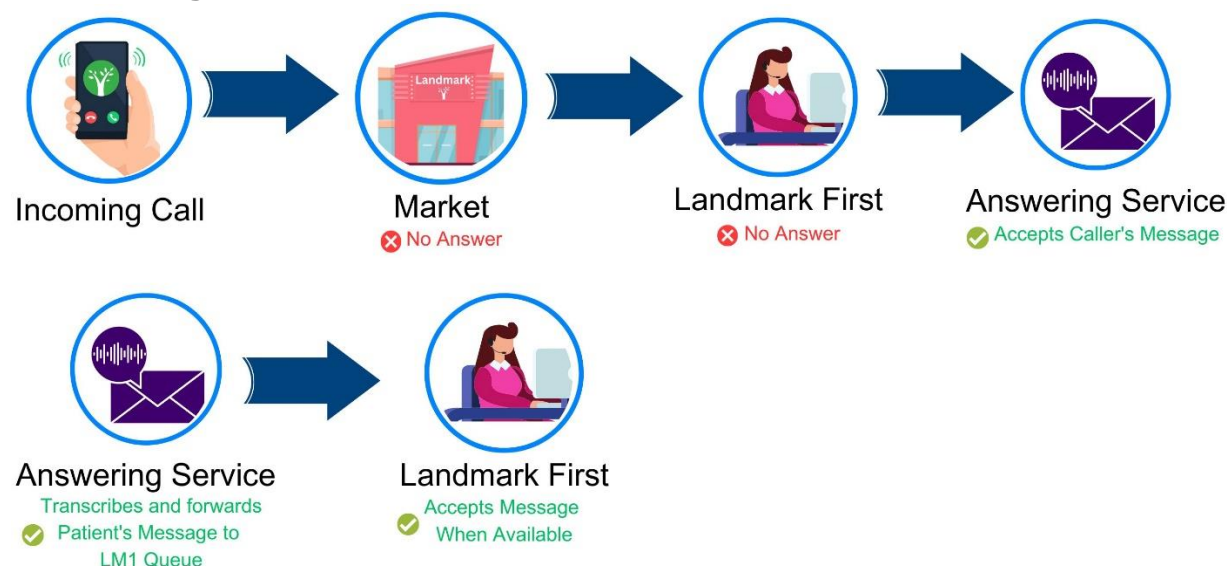 Landmark
Incoming Call
Market
No Answer
Landmark First
No Answer
Answering Service
Accepts Caller's Message
Answering Service
Transcribes and forwards
Patient's Message to
LM1 Queue
Landmark First
Accepts Message
When Available